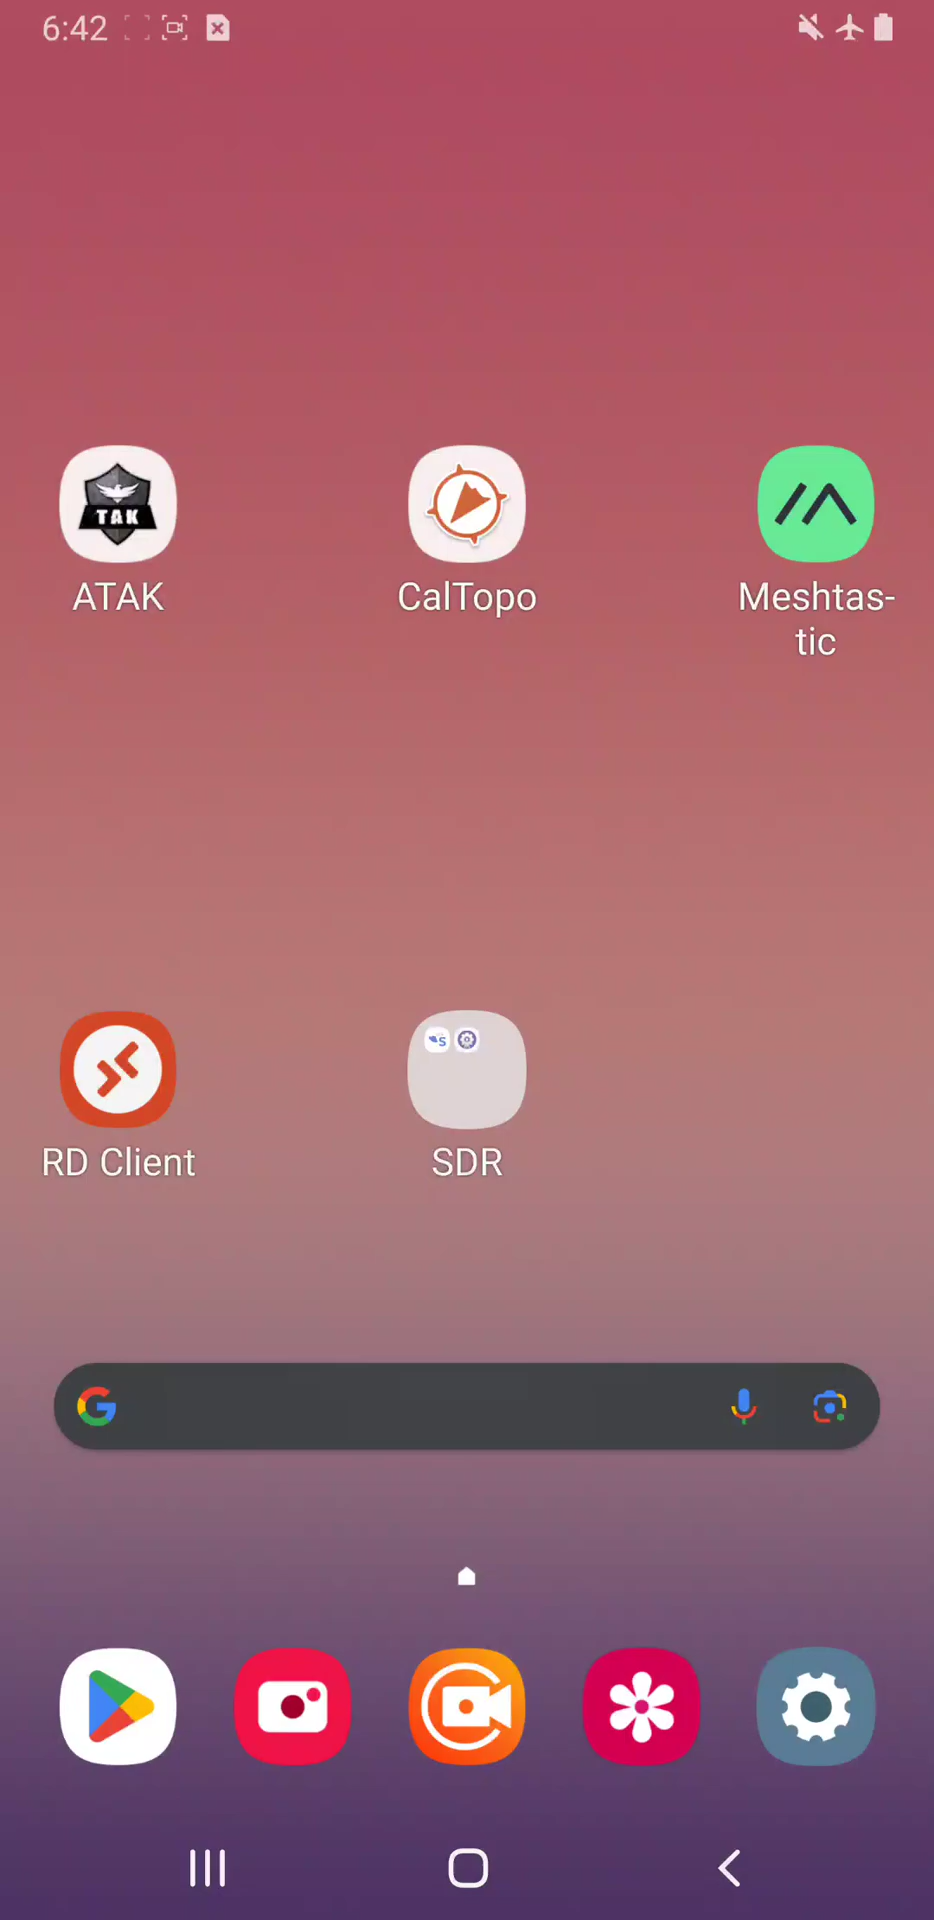 6:42
TAK
ATAK
CalTopo
Meshtas-
tic
S
RD Client
SDR